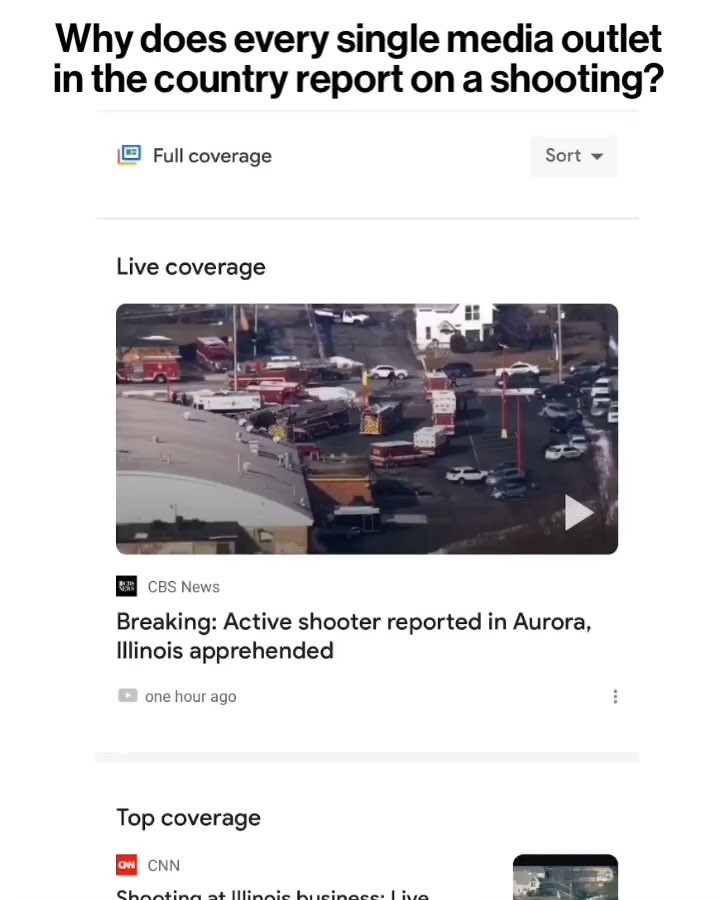 Why does every single media outlet
in the country report on a shooting?
Full coverage
Sort
Live coverage
CBS NEWS
CBS News
Breaking: Active shooter reported in Aurora,
Illinois apprehended
one hour ago
Top coverage
CNN
CNN
Shooting at Illinois business: Live